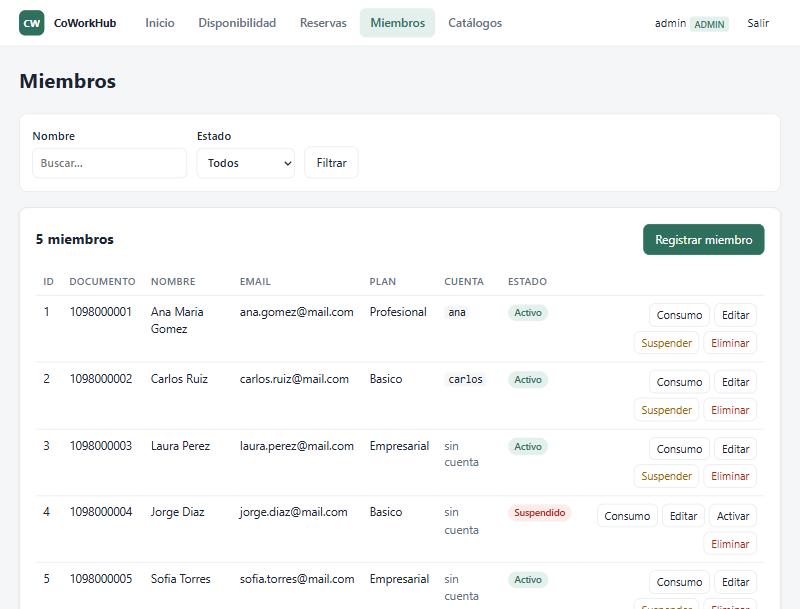 CW CoWorkHub Inicio Disponibilidad Reservas Miembros Catálogos admin ADMIN Salir
Miembros
Nombre Estado
Buscar... Todos Filtrar
5 miembros Registrar miembro
ID DOCUMENTO NOMBRE EMAIL PLAN CUENTA ESTADO
1 1098000001 Ana Maria Gomez ana.gomez@mail.com Profesional ana Activo Consumo Editar
Suspender Eliminar
2 1098000002 Carlos Ruiz carlos.ruiz@mail.com Basico carlos Activo Consumo Editar
Suspender Eliminar
3 1098000003 Laura Perez laura.perez@mail.com Empresarial sin cuenta Activo Consumo Editar
Suspender Eliminar
4 1098000004 Jorge Diaz jorge.diaz@mail.com Basico sin cuenta Suspendido Consumo Editar Activar
Eliminar
5 1098000005 Sofia Torres sofia.torres@mail.com Empresarial sin cuenta Activo Consumo Editar
Suspender Eliminar